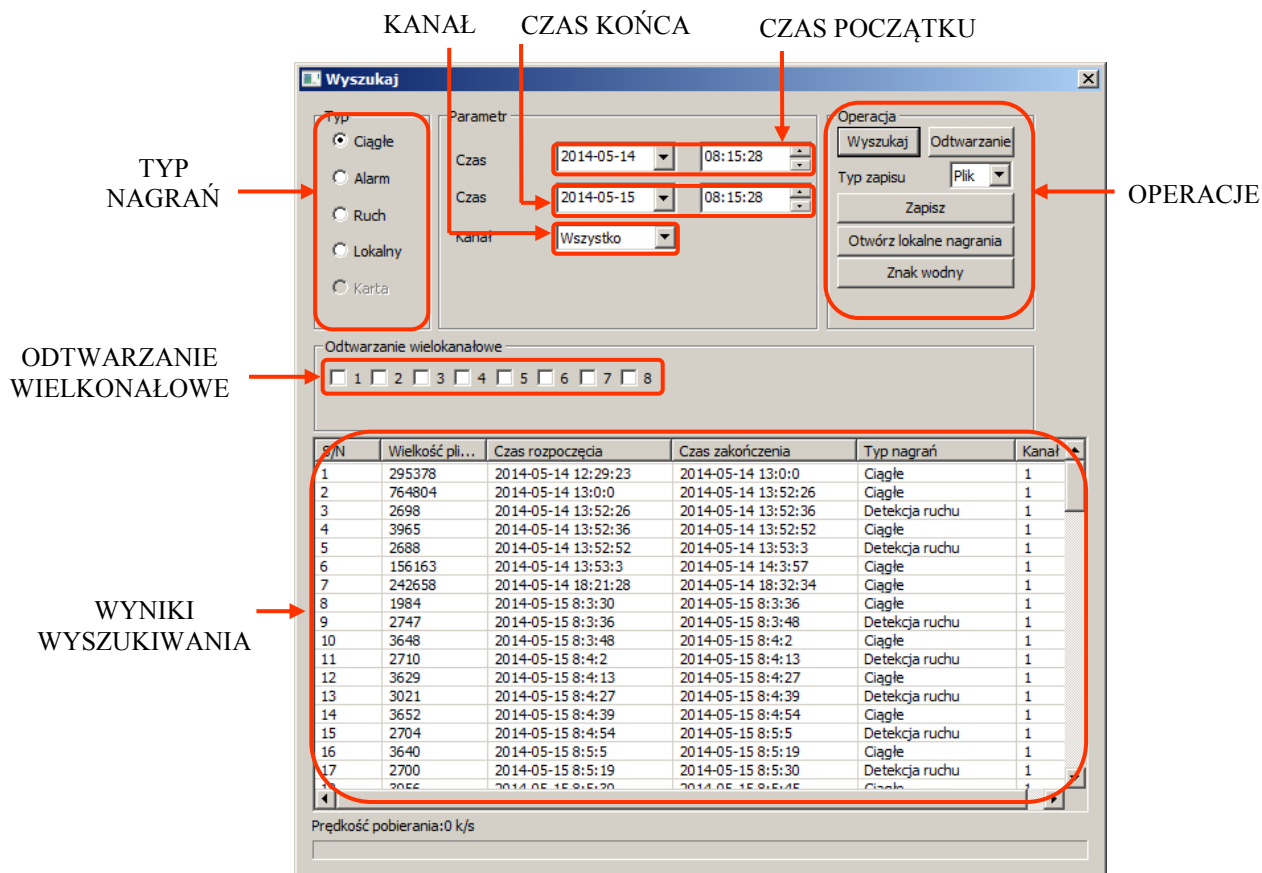 KANAŁ CZAS KOŃCA CZAS POCZĄTKU
Wyszukaj
Typ
Ciągłe
Alarm
Ruch
Lokalny
Karta
Parametr
Czas 2014-05-14 08:15:28
Czas 2014-05-15 08:15:28
Kanał Wszystko
Operacja
Wyszukaj Odtwarzanie
Typ zapisu Plik
Zapisz
Otwórz lokalne nagrania
Znak wodny
TYP
NAGRAŃ
OPERACJE
ODTWARZANIE
WIELKONAŁOWE
Odtwarzanie wielokanałowe
1 2 3 4 5 6 7 8
WYNIKI
WYSZUKIWANIA
S/N Wielkość pli... Czas rozpoczęcia Czas zakończenia Typ nagrań Kanał
1 295378 2014-05-14 12:29:23 2014-05-14 13:0:0 Ciągłe 1
2 764804 2014-05-14 13:0:0 2014-05-14 13:52:26 Ciągłe 1
3 2698 2014-05-14 13:52:26 2014-05-14 13:52:36 Detekcja ruchu 1
4 3965 2014-05-14 13:52:36 2014-05-14 13:52:52 Ciągłe 1
5 2688 2014-05-14 13:52:52 2014-05-14 13:53:3 Detekcja ruchu 1
6 156163 2014-05-14 13:53:3 2014-05-14 14:3:57 Ciągłe 1
7 242658 2014-05-14 18:21:28 2014-05-14 18:32:34 Ciągłe 1
8 1984 2014-05-15 8:3:30 2014-05-15 8:3:36 Ciągłe 1
9 2747 2014-05-15 8:3:36 2014-05-15 8:3:48 Detekcja ruchu 1
10 3648 2014-05-15 8:3:48 2014-05-15 8:4:2 Ciągłe 1
11 2710 2014-05-15 8:4:2 2014-05-15 8:4:13 Detekcja ruchu 1
12 3629 2014-05-15 8:4:13 2014-05-15 8:4:27 Ciągłe 1
13 3021 2014-05-15 8:4:27 2014-05-15 8:4:39 Detekcja ruchu 1
14 3652 2014-05-15 8:4:39 2014-05-15 8:4:54 Ciągłe 1
15 2704 2014-05-15 8:4:54 2014-05-15 8:5:5 Detekcja ruchu 1
16 3640 2014-05-15 8:5:5 2014-05-15 8:5:19 Ciągłe 1
17 2700 2014-05-15 8:5:19 2014-05-15 8:5:30 Detekcja ruchu 1
Prędkość pobierania:0 k/s